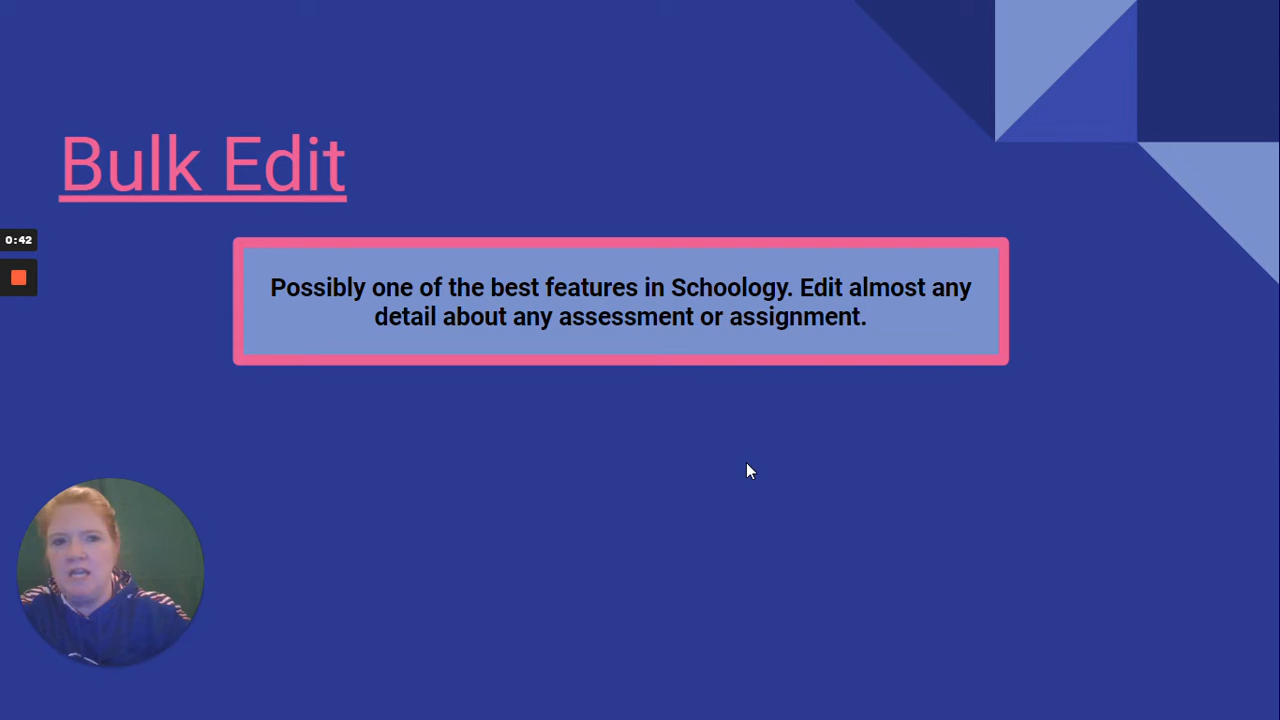 Bulk Edit
0:42
Possibly one of the best features in Schoology. Edit almost any
detail about any assessment or assignment.